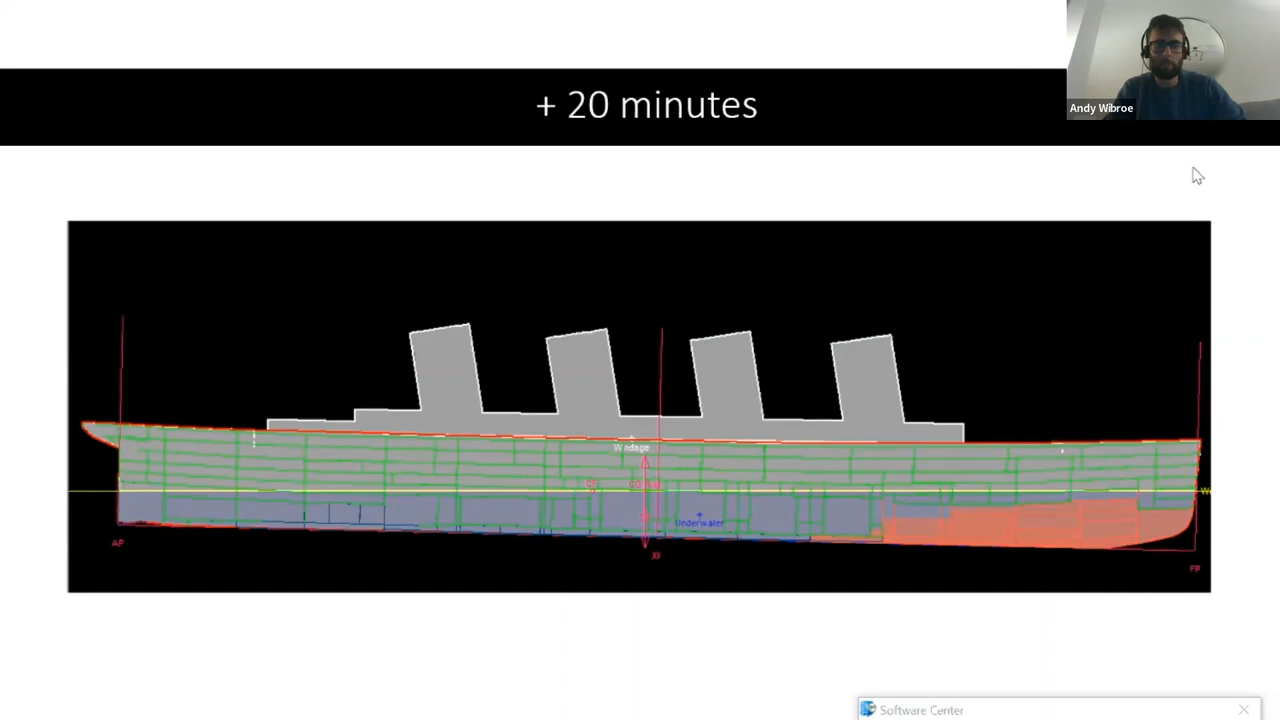 + 20 minutes
Andy Wibroe
Windage
Underwater
AP
FP
Software Center